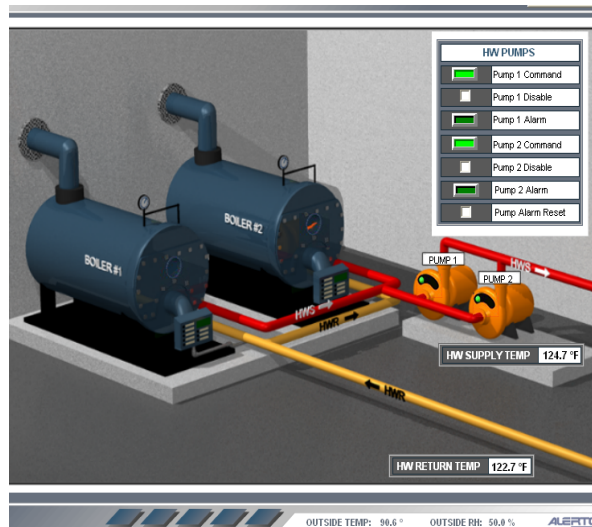 HW PUMPS
Pump 1 Command
Pump 1 Disable
Pump 1 Alarm
Pump 2 Command
Pump 2 Disable
Pump 2 Alarm
Pump Alarm Reset
BOILER #2
BOILER #1
PUMP 1
PUMP 2
HWS
HWS
HWR
HW SUPPLY TEMP 124.7 °F
HWR
HW RETURN TEMP 122.7 °F
OUTSIDE TEMP: 90.6 ° OUTSIDE RH: 50.0 % ALERTO